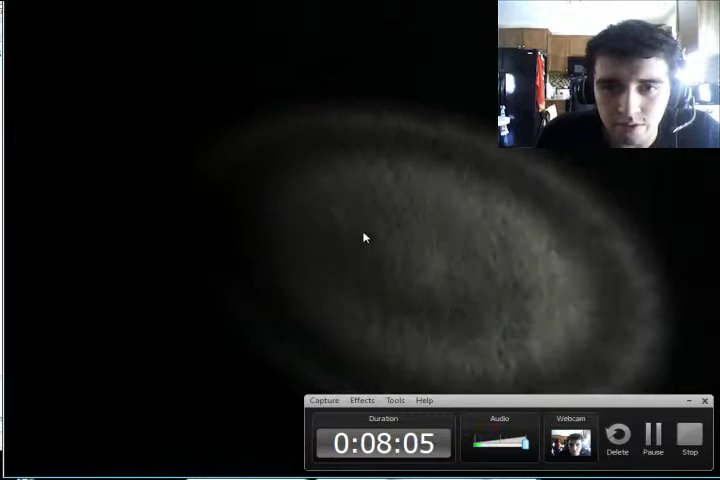 Capture Effects Tools Help
Duration Audio Webcam
0:08:05
Delete Pause Stop